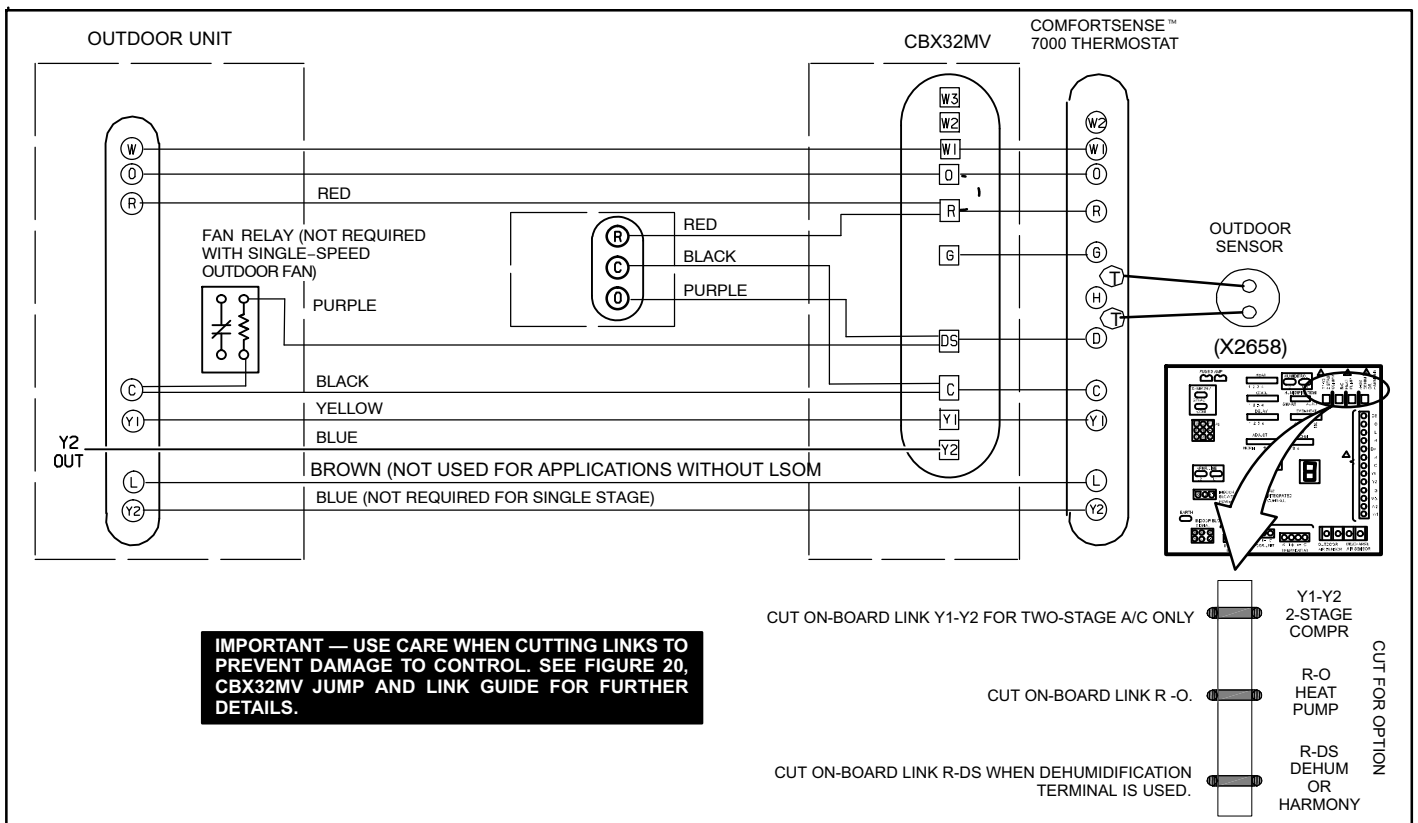 OUTDOOR UNIT
CBX32MV
COMFORTSENSE™
7000 THERMOSTAT
W3
W2
W2
W
W1
W1
O
O
O
R
RED
R
R
FAN RELAY (NOT REQUIRED
WITH SINGLE-SPEED
OUTDOOR FAN)
PURPLE
R
RED
C
BLACK
O
PURPLE
G
G
T
H
T
OUTDOOR
SENSOR
DS
D
(X2658)
C
BLACK
C
C
Y1
YELLOW
Y1
Y1
Y2
OUT
BLUE
Y2
BROWN (NOT USED FOR APPLICATIONS WITHOUT LSOM
L
L
BLUE (NOT REQUIRED FOR SINGLE STAGE)
Y2
Y2
IMPORTANT — USE CARE WHEN CUTTING LINKS TO
PREVENT DAMAGE TO CONTROL. SEE FIGURE 20,
CBX32MV JUMP AND LINK GUIDE FOR FURTHER
DETAILS.
CUT ON-BOARD LINK Y1-Y2 FOR TWO-STAGE A/C ONLY
Y1-Y2
2-STAGE
COMPR
CUT ON-BOARD LINK R -O.
R-O
HEAT
PUMP
CUT ON-BOARD LINK R-DS WHEN DEHUMIDIFICATION
TERMINAL IS USED.
R-DS
DEHUM
OR
HARMONY
CUT FOR OPTION